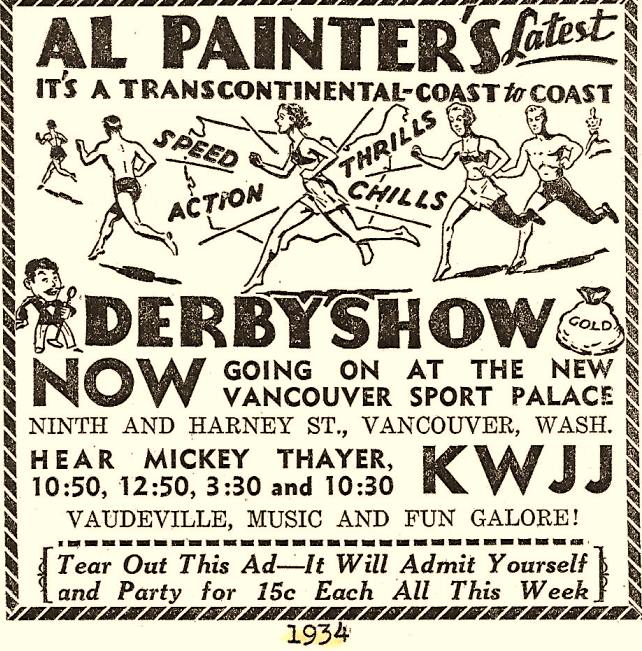 AL PAINTER'S Latest
IT'S A TRANSCONTINENTAL-COAST to COAST
SPEED
THRILLS
ACTION
CHILLS
DERBYSHOW
GOLD
NOW GOING ON AT THE NEW
VANCOUVER SPORT PALACE
NINTH AND HARNEY ST., VANCOUVER, WASH.
HEAR MICKEY THAYER,
10:50, 12:50, 3:30 and 10:30
KWJJ
VAUDEVILLE, MUSIC AND FUN GALORE!
Tear Out This Ad—It Will Admit Yourself
and Party for 15c Each All This Week
1934